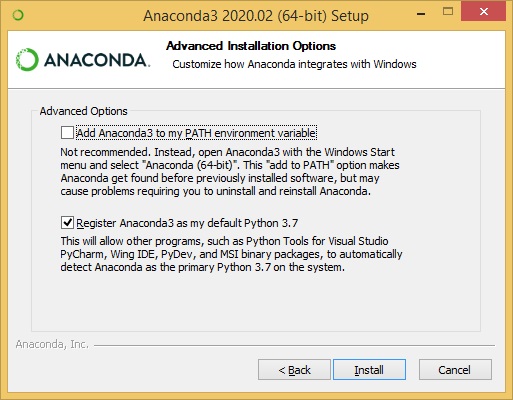 Anaconda3 2020.02 (64-bit) Setup
ANACONDA.
Advanced Installation Options
Customize how Anaconda integrates with Windows
Advanced Options
Add Anaconda3 to my PATH environment variable
Not recommended. Instead, open Anaconda3 with the Windows Start
menu and select "Anaconda (64-bit)". This "add to PATH" option makes
Anaconda get found before previously installed software, but may
cause problems requiring you to uninstall and reinstall Anaconda.
Register Anaconda3 as my default Python 3.7
This will allow other programs, such as Python Tools for Visual Studio
PyCharm, Wing IDE, PyDev, and MSI binary packages, to automatically
detect Anaconda as the primary Python 3.7 on the system.
Anaconda, Inc.
< Back
Install
Cancel